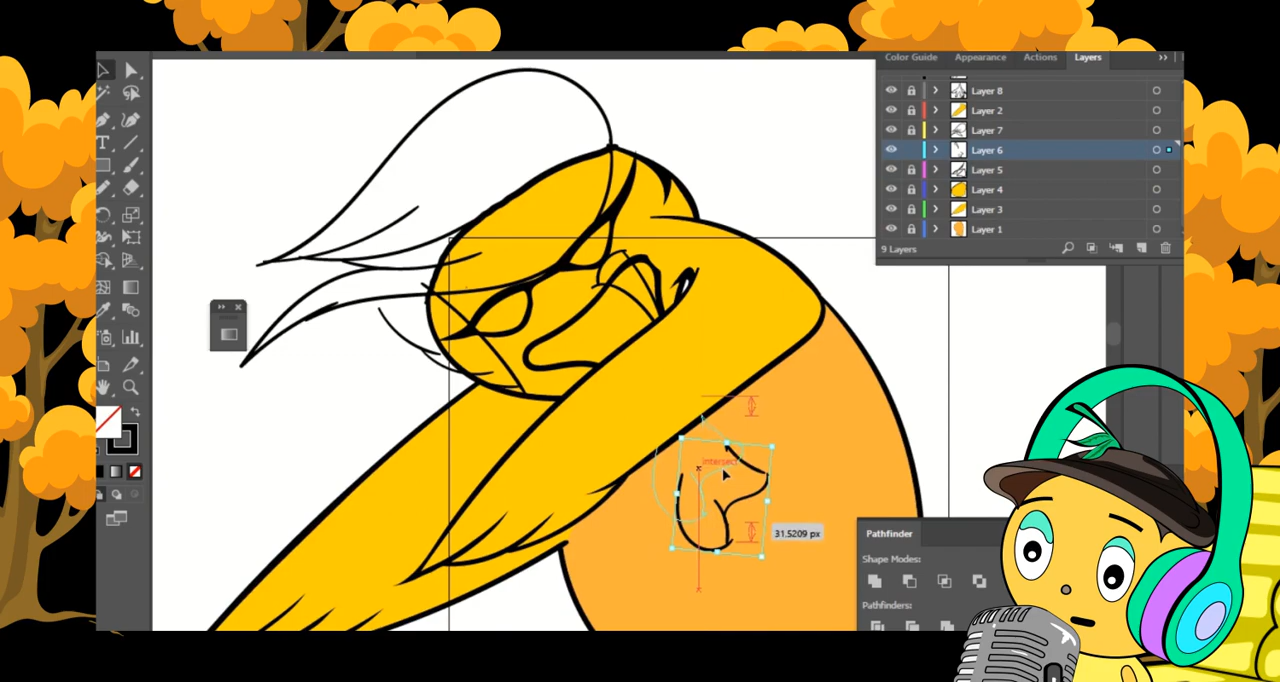 Color Guide Appearance Actions Layers
Layer 8
Layer 2
Layer 7
Layer 6
Layer 5
Layer 4
Layer 3
Layer 1
9 Layers
intersect
31.5209 px
Pathfinder
Shape Modes:
Pathfinders: